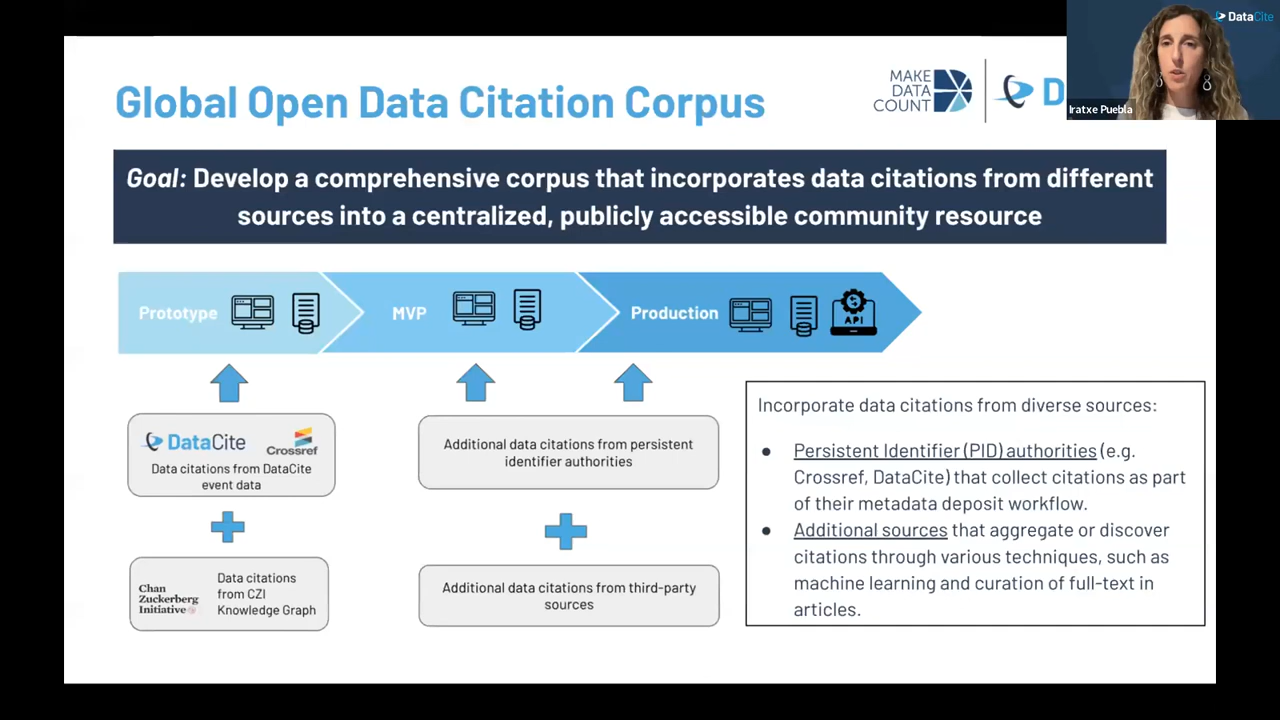 DataCite
Iratxe Puebla
Global Open Data Citation Corpus
MAKE
DATA
COUNT
D
Goal: Develop a comprehensive corpus that incorporates data citations from different
sources into a centralized, publicly accessible community resource
Prototype
MVP
Production
API
DataCite
Crossref
Data citations from DataCite
event data
Chan
Zuckerberg
Initiative
Data citations
from CZI
Knowledge Graph
Additional data citations from persistent
identifier authorities
Additional data citations from third-party
sources
Incorporate data citations from diverse sources:
● Persistent Identifier (PID) authorities (e.g.
Crossref, DataCite) that collect citations as part
of their metadata deposit workflow.
● Additional sources that aggregate or discover
citations through various techniques, such as
machine learning and curation of full-text in
articles.